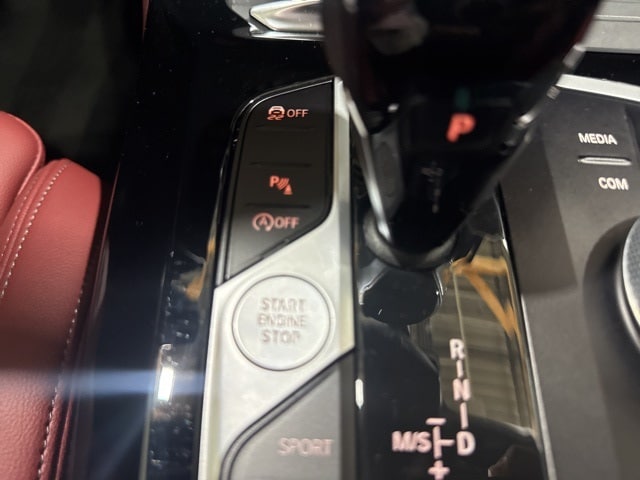 OFF
P
A OFF
START
ENGINE
STOP
SPORT
P
R
N
D
M/S
+
-
MEDIA
COM